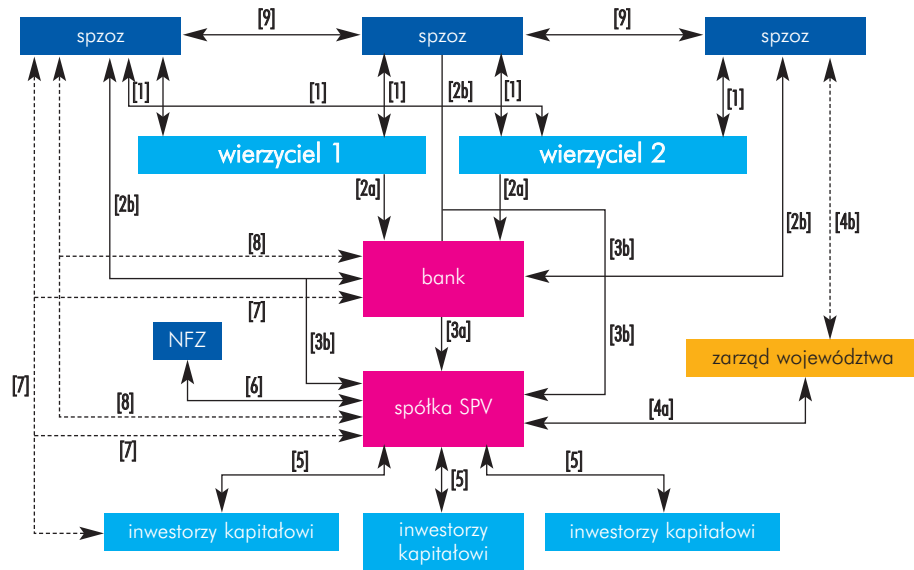 [9]
[9]
spzoz
spzoz
spzoz
[1]
[1]
[1]
[2b]
[1]
[1]
wierzyciel 1
wierzyciel 2
[2a]
[2a]
[2b]
[2b]
[4b]
[8]
[3b]
bank
[7]
NFZ
[3b]
[3a]
[3b]
zarząd województwa
[7]
[6]
[8]
spółka SPV
[4a]
[7]
[5]
[5]
[5]
inwestorzy kapitałowi
inwestorzy
kapitałowi
inwestorzy kapitałowi